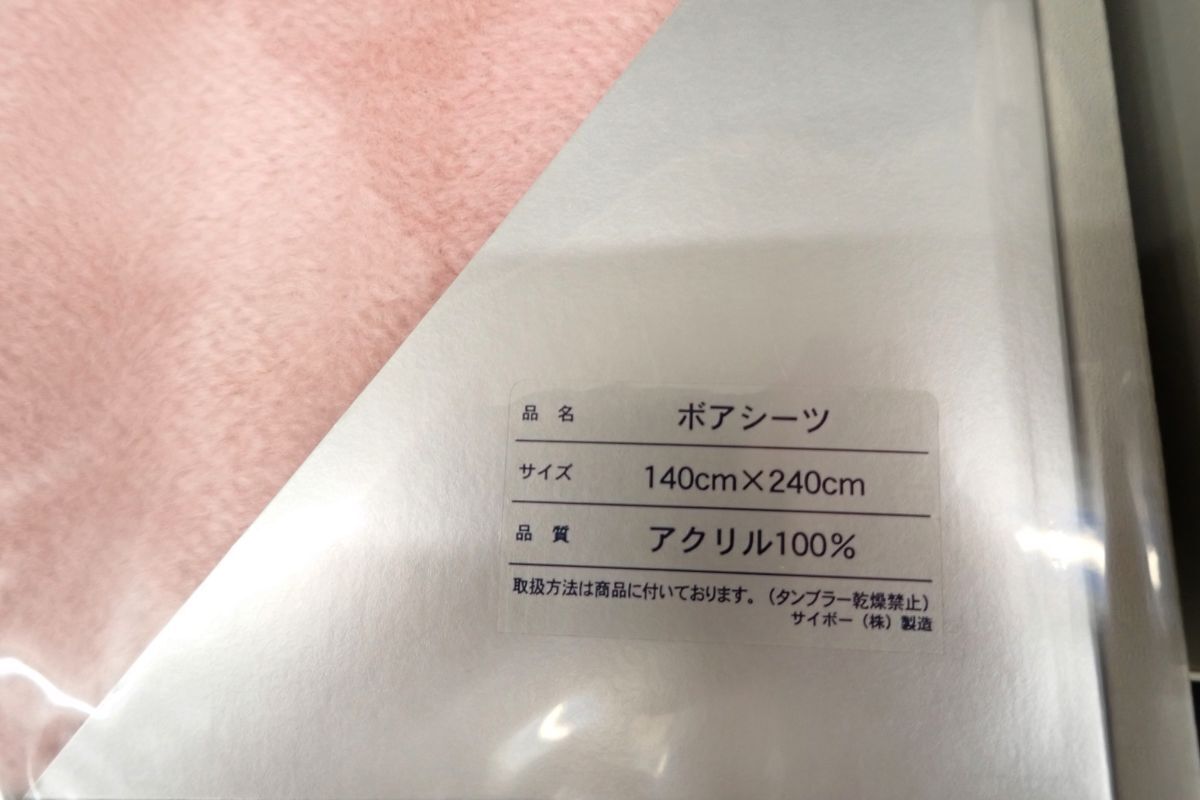 品 名 ボアシーツ
サイズ 140cm×240cm
品 質 アクリル100%
取扱方法は商品に付いております。(タンブラー乾燥禁止)
サイボー(株)製造